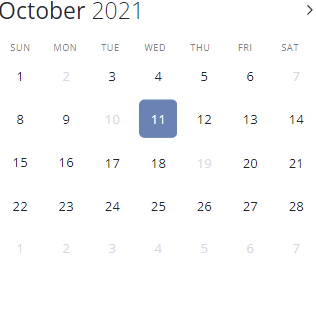 October 2021
SUN MON TUE WED THU FRI SAT
1 2 3 4 5 6 7
8 9 10 11 12 13 14
15 16 17 18 19 20 21
22 23 24 25 26 27 28
1 2 3 4 5 6 7